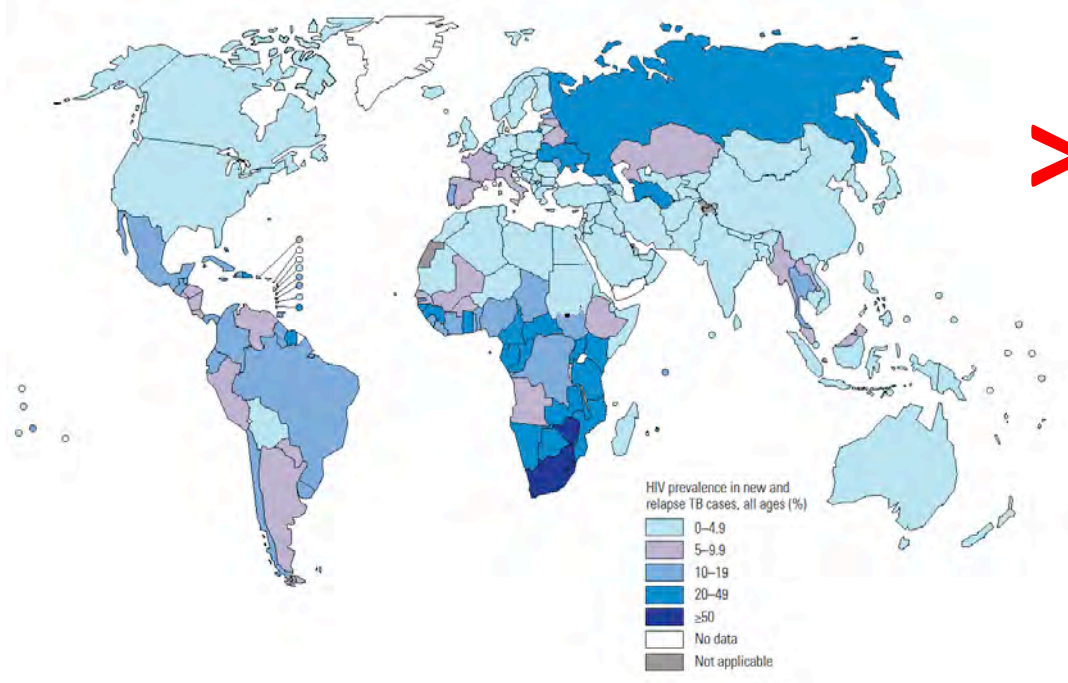 >
HIV prevalence in new and
relapse TB cases, all ages (%)
0–4.9
5–9.9
10–19
20–49
≥50
No data
Not applicable